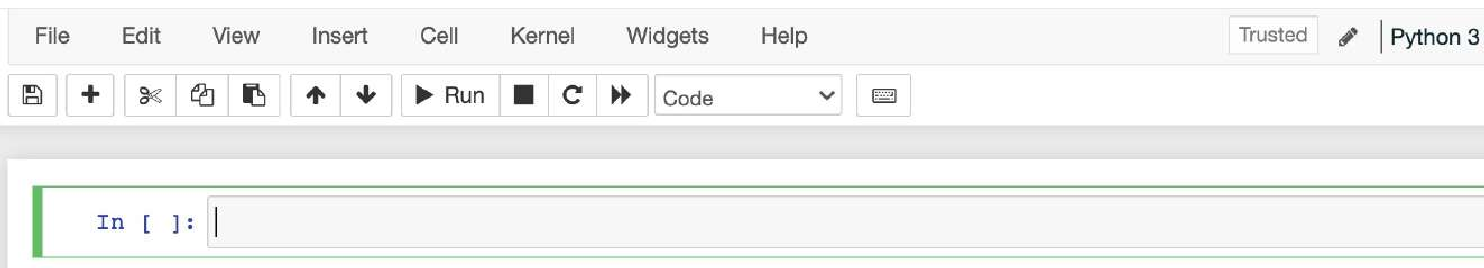 File Edit View Insert Cell Kernel Widgets Help Trusted Python 3
Run Code
In [ ]: